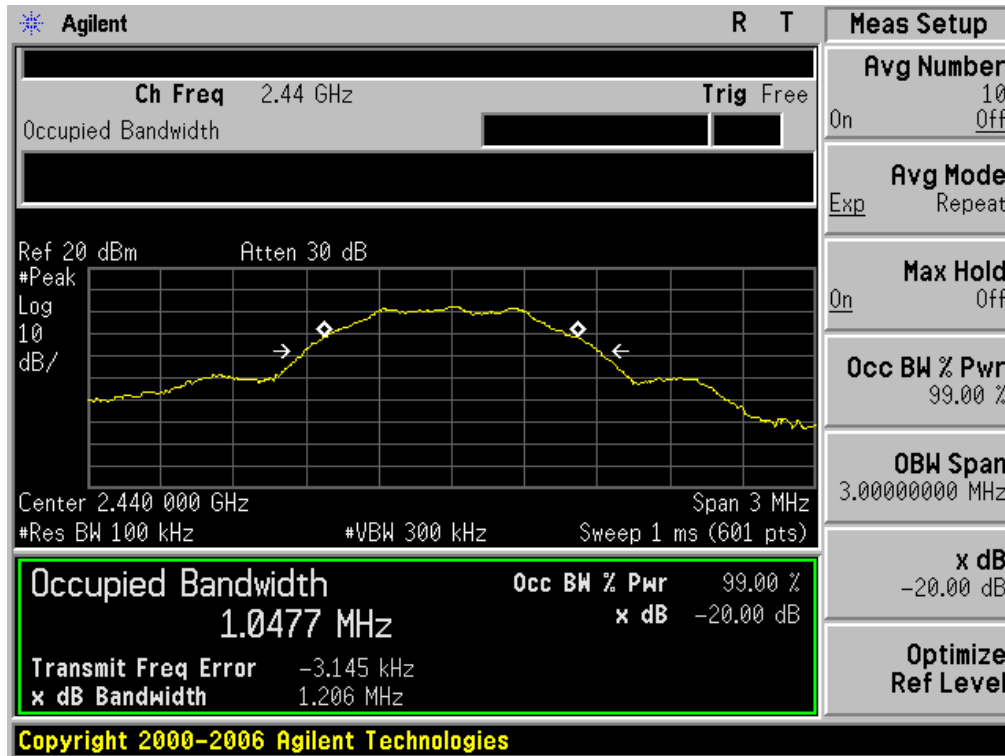 Agilent
R T
Ch Freq 2.44 GHz
Trig Free
Occupied Bandwidth
Ref 20 dBm
Atten 30 dB
#Peak
Log
10
dB/
Center 2.440 000 GHz
Span 3 MHz
#Res BW 100 kHz
#VBW 300 kHz
Sweep 1 ms (601 pts)
Occupied Bandwidth
1.0477 MHz
Occ BW % Pwr 99.00 %
x dB -20.00 dB
Transmit Freq Error -3.145 kHz
x dB Bandwidth 1.206 MHz
Copyright 2000-2006 Agilent Technologies
Meas Setup
Avg Number
10
On Off
Avg Mode
Exp Repeat
Max Hold
On Off
Occ BW % Pwr
99.00 %
OBW Span
3.00000000 MHz
x dB
-20.00 dB
Optimize
Ref Level